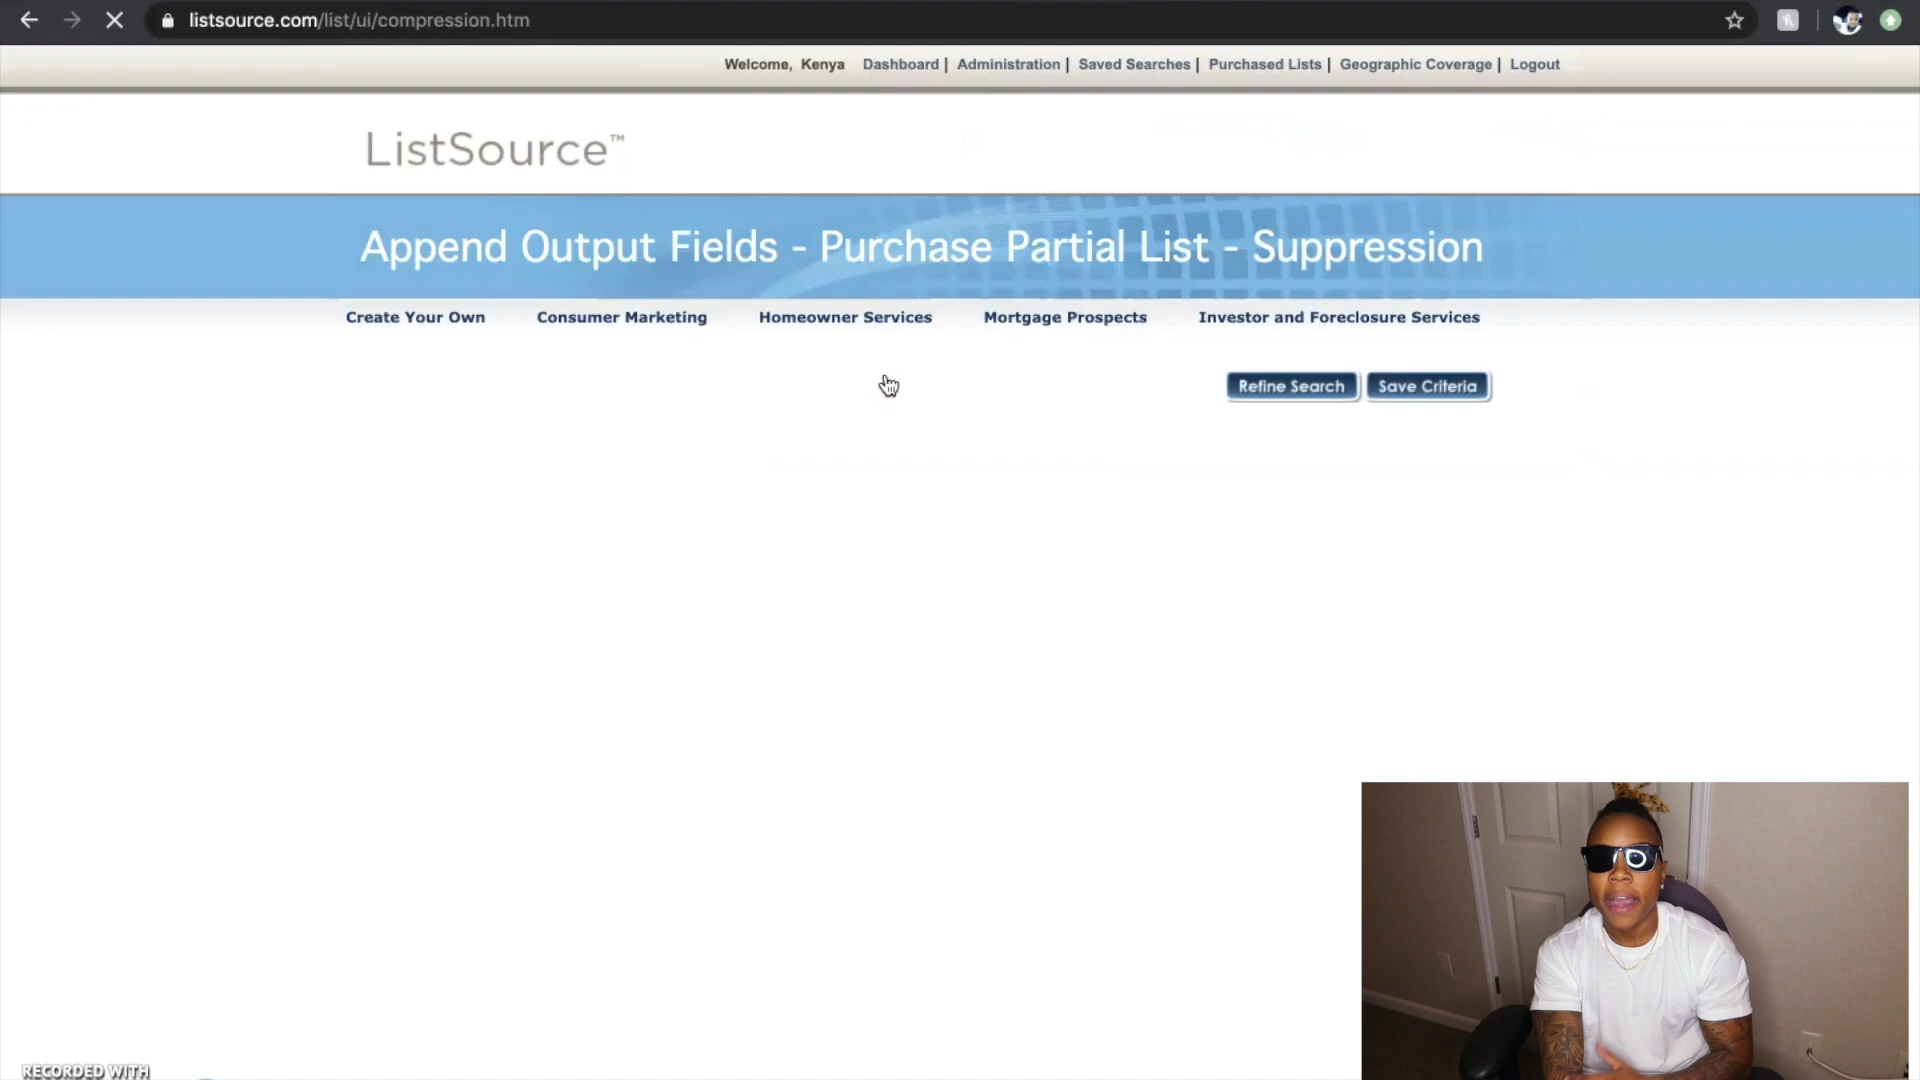 listsource.com/list/ui/compression.htm
Welcome, Kenya Dashboard | Administration | Saved Searches | Purchased Lists | Geographic Coverage | Logout
ListSource™
Append Output Fields - Purchase Partial List - Suppression
Create Your Own Consumer Marketing Homeowner Services Mortgage Prospects Investor and Foreclosure Services
Refine Search Save Criteria
RECORDED WITH